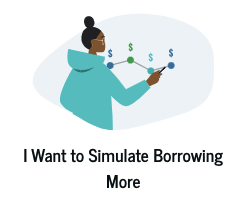 $ $ $ $
I Want to Simulate Borrowing
More